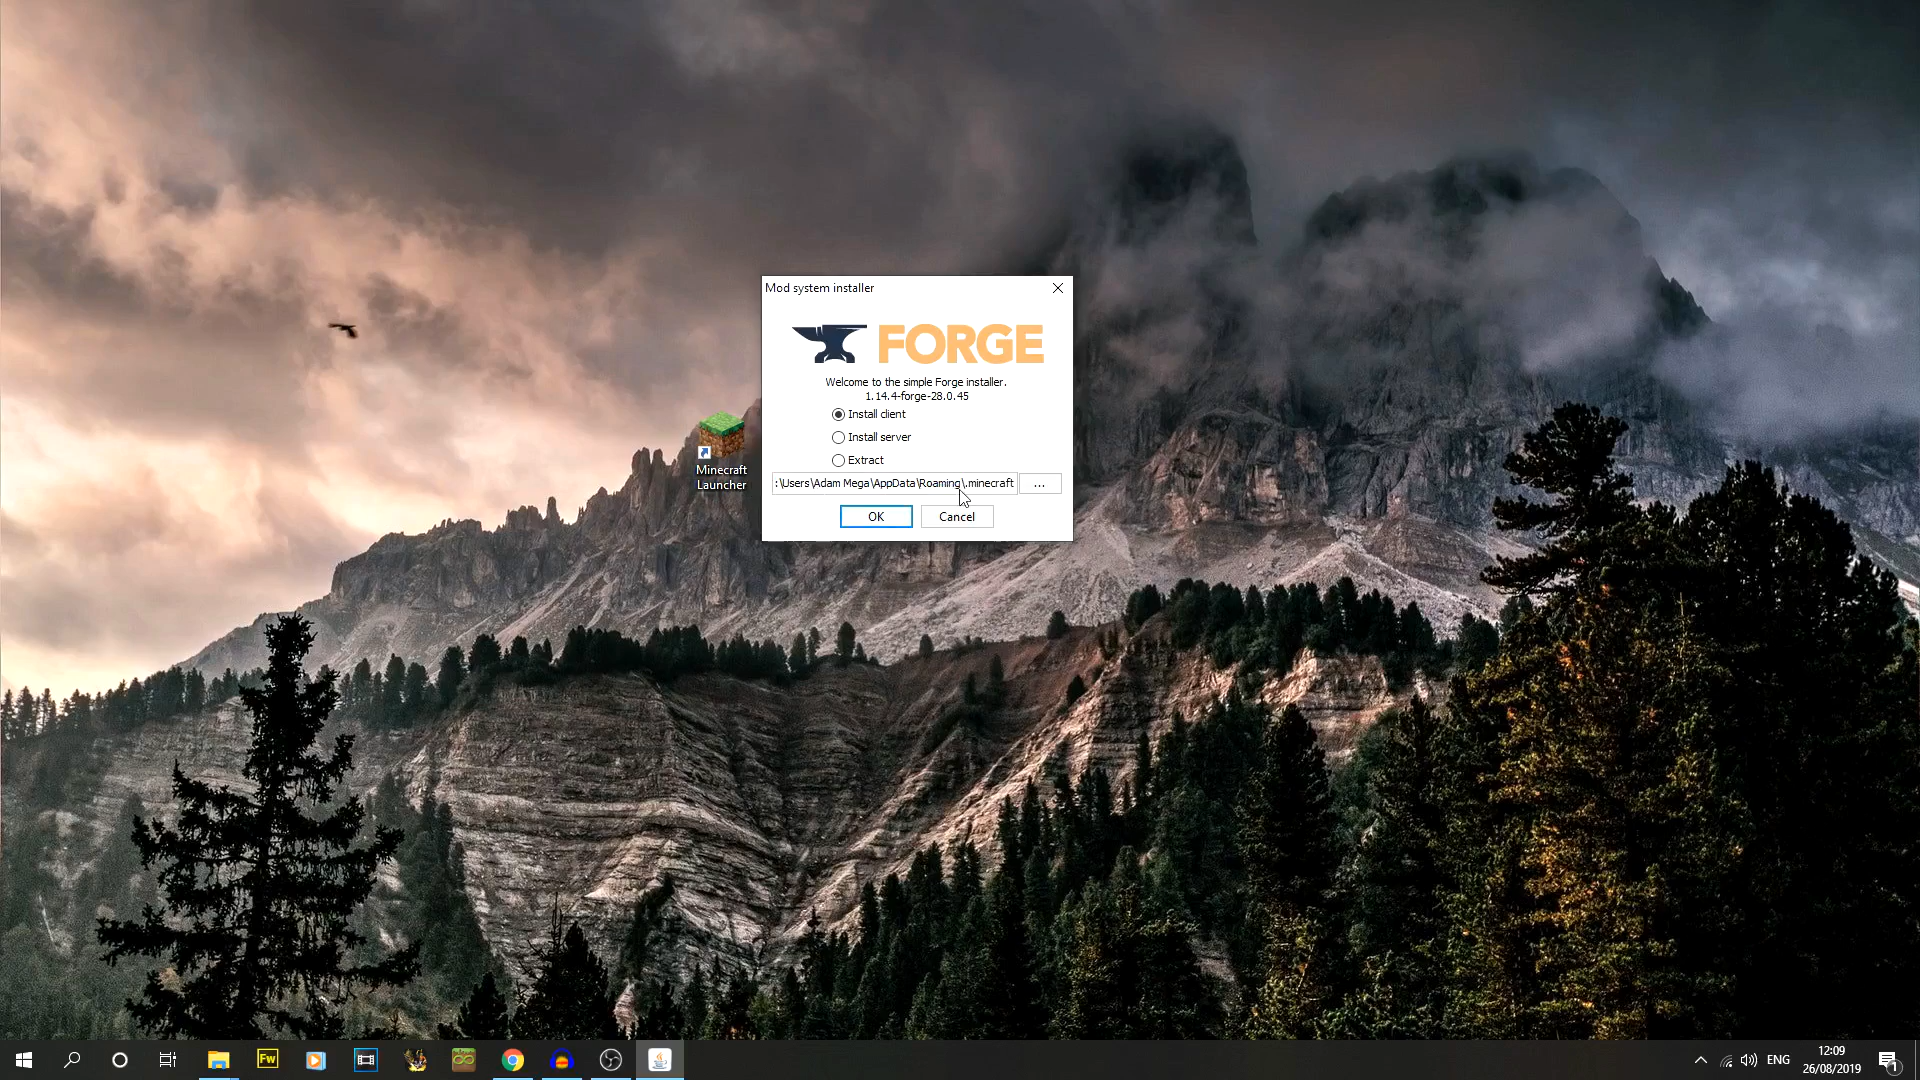 Mod system installer
FORGE
Welcome to the simple Forge installer.
1.14.4-forge-28.0.45
Install client
Install server
Extract
:\Users\Adam Mega\AppData\Roaming\.minecraft
...
OK
Cancel
Minecraft
Launcher
Fw
ENG
12:09
26/08/2019
1